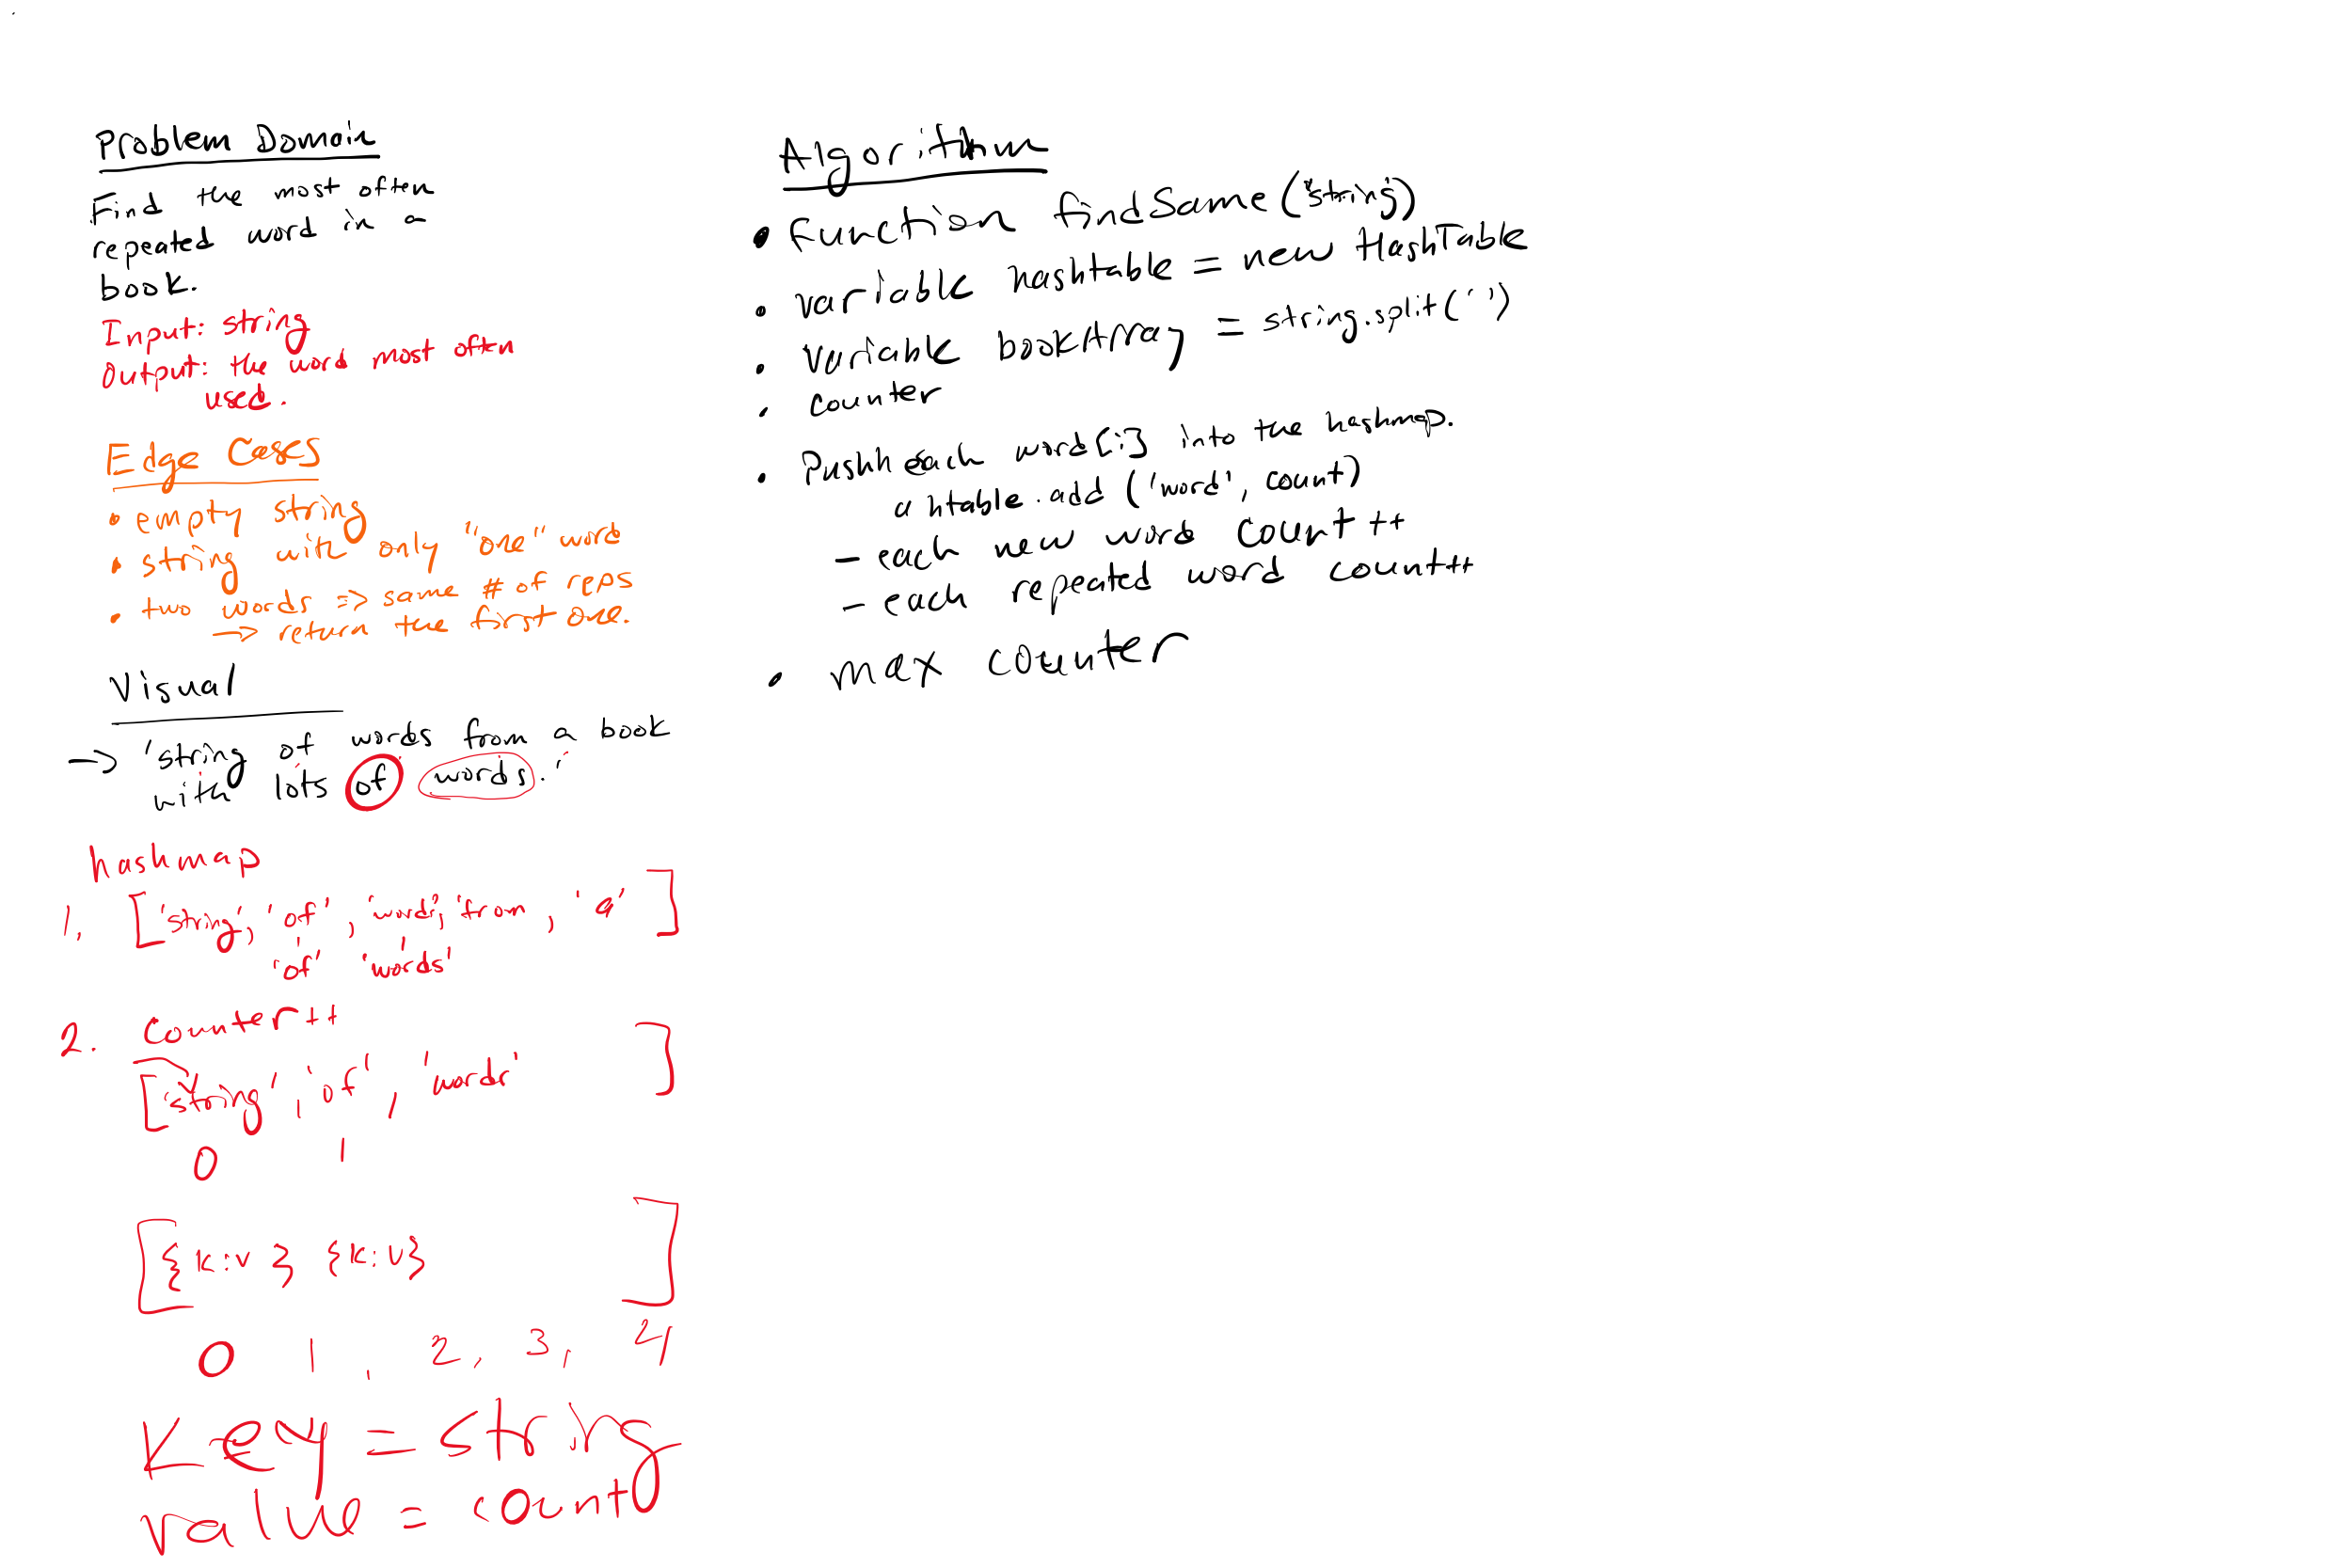 Problem Domain
Find the most often
repeated word in a
book.
Input: string
Output: the word most often
used.
Edge Cases
• empty string
• string with only "one" word
• two words => same # of reps
→ return the first one.
Visual
→ 'string of words from a book
with lots of words.'
hashmap
1. ['string', 'of', 'words', 'from, 'a' ]
'of' 'words'
2. Counter++
['string', 'of', 'words' ]
0 1
[{k:v} {k:v} ]
0 1, 2, 3, 4
Key = string
value = count
Algorithm
• function findSame('string')
• variable hashtable = new HashTable
• variable bookArray = string.split(' ')
• counter
• Pushh each word[i] into the hashmap.
a htable.add ('word', count)
- each new word count++
- each repeated word count++
• max counter